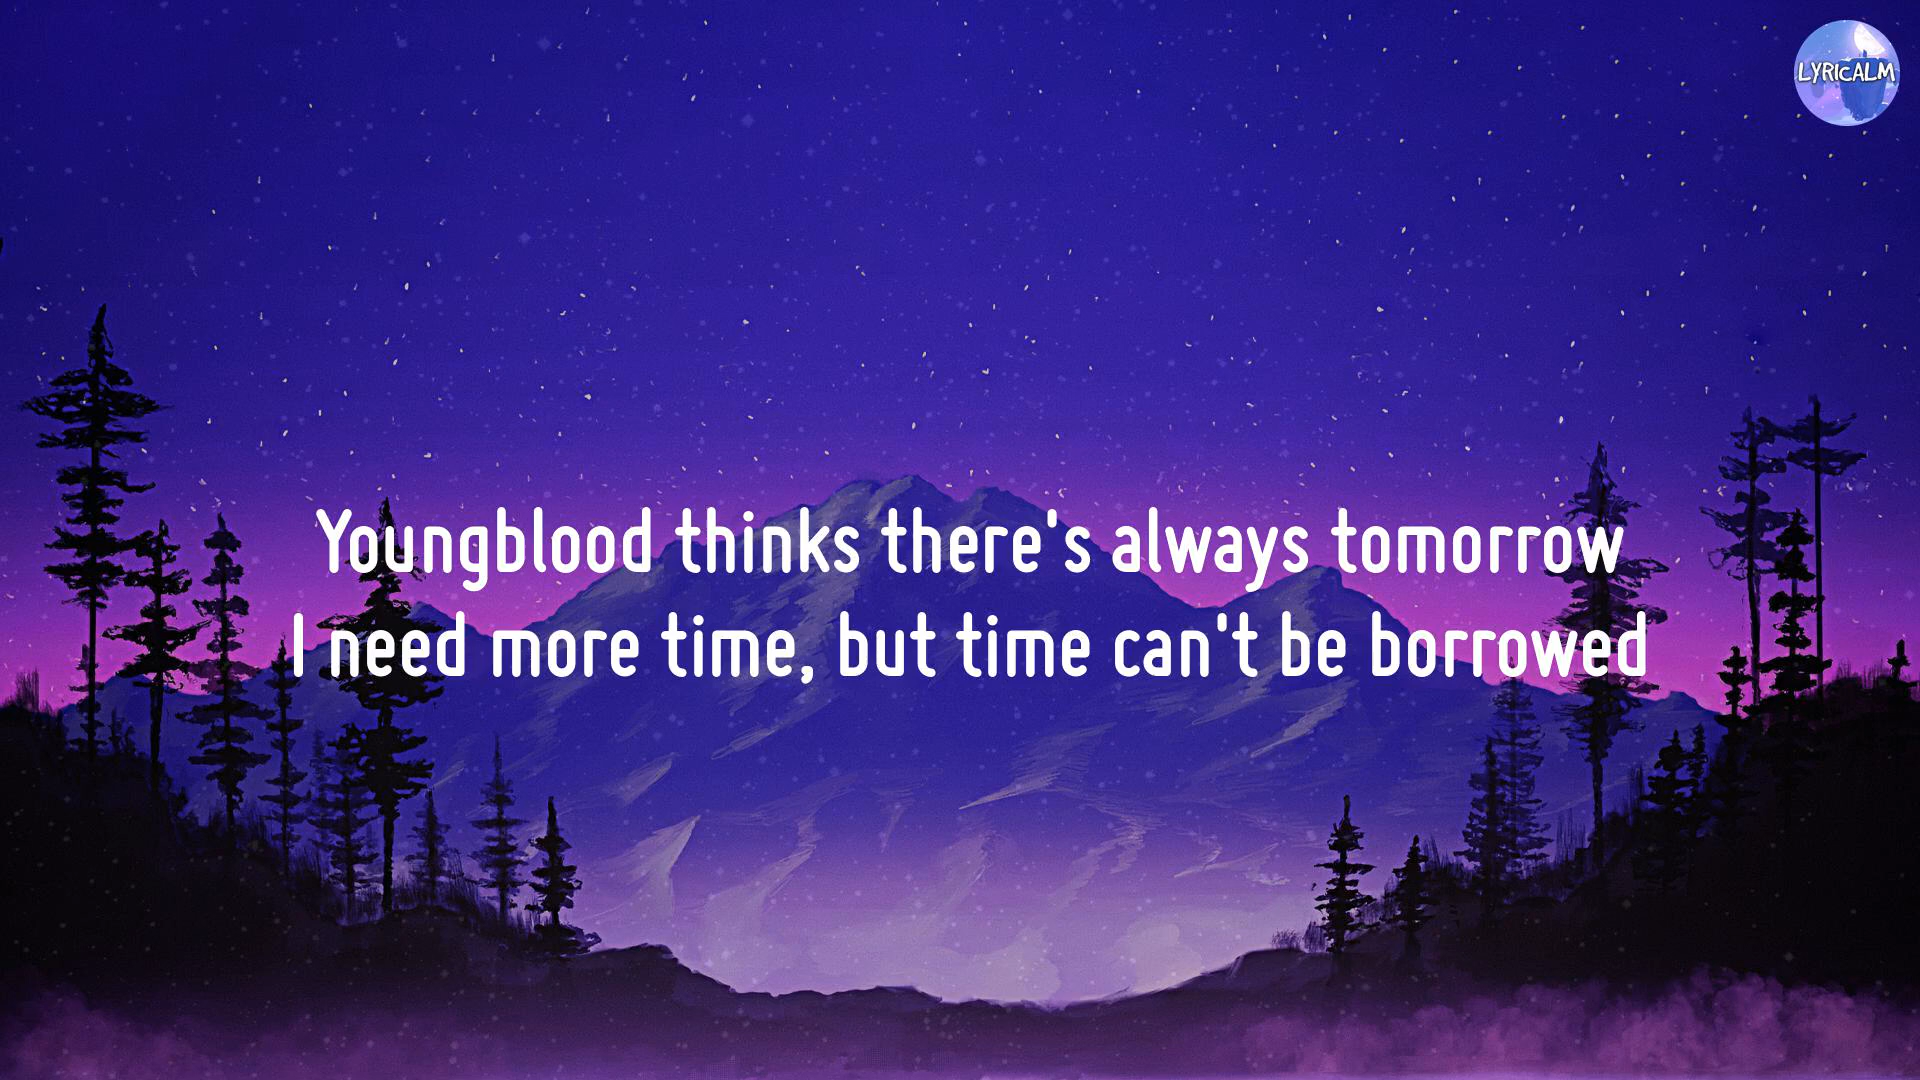 LYRICALM
Youngblood thinks there's always tomorrow
I need more time, but time can't be borrowed